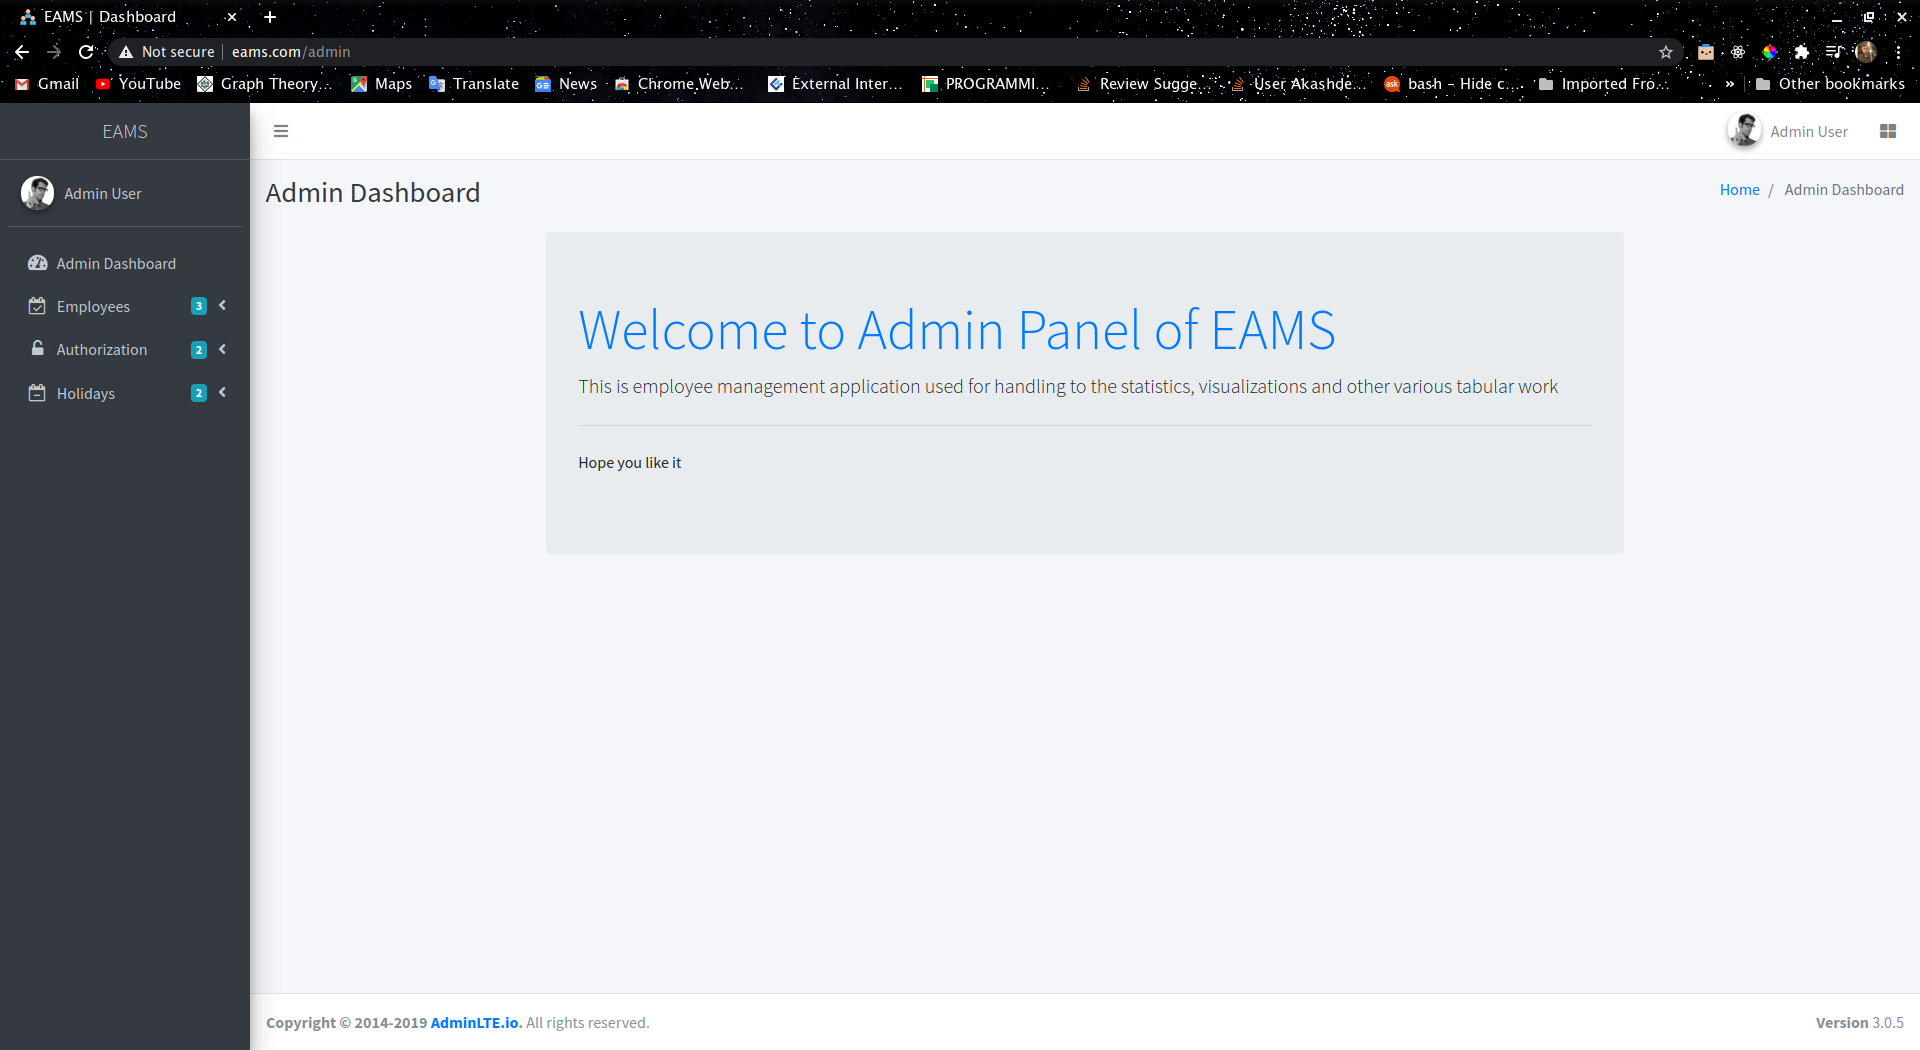 EAMS | Dashboard
Not secure | eams.com/admin
Gmail YouTube Graph Theory... Maps Translate News Chrome Web... External Inter... PROGRAMMI... Review Sugge... User Akashde... bash – Hide c... Imported Fro... » Other bookmarks
EAMS
Admin User
Admin User
Admin Dashboard
Home / Admin Dashboard
Admin Dashboard
Employees 3
Authorization 2
Holidays 2
Welcome to Admin Panel of EAMS
This is employee management application used for handling to the statistics, visualizations and other various tabular work
Hope you like it
Copyright © 2014-2019 AdminLTE.io. All rights reserved.
Version 3.0.5